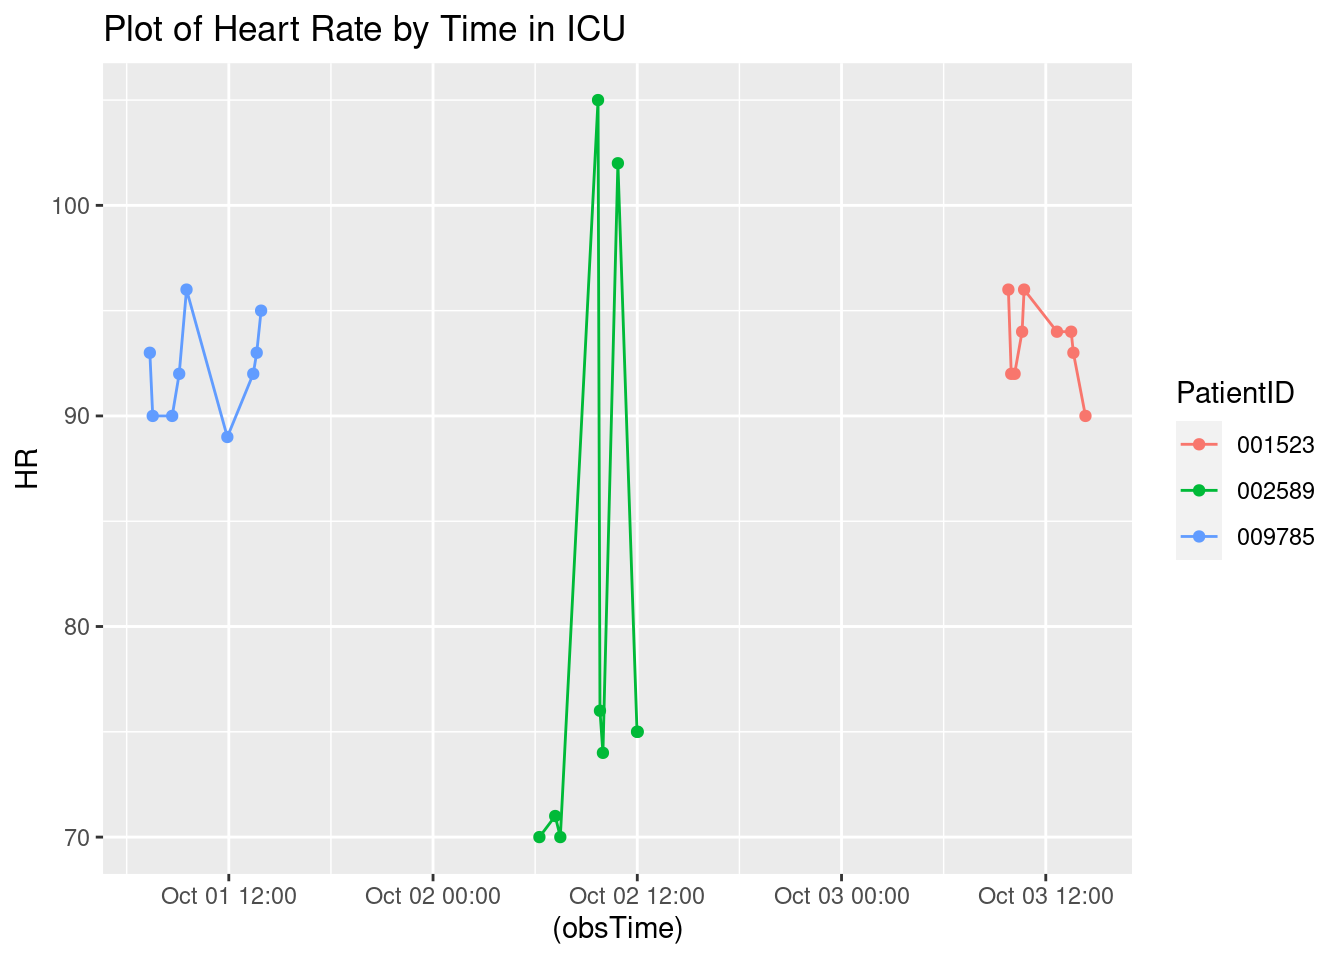 Plot of Heart Rate by Time in ICU
100
90
80
70
HR
Oct 01 12:00
Oct 02 00:00
Oct 02 12:00
Oct 03 00:00
Oct 03 12:00
(obsTime)
PatientID
001523
002589
009785